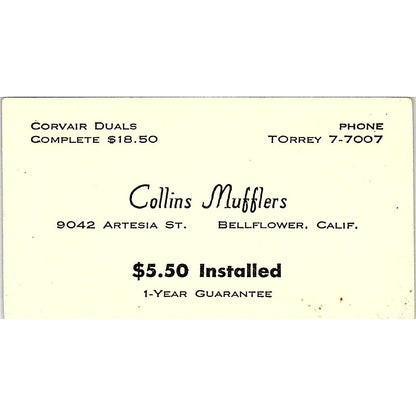 CORVAIR DUALS
COMPLETE $18.50
PHONE
TORREY 7-7007
Collins Mufflers
9042 ARTESIA ST. BELLFLOWER, CALIF.
$5.50 Installed
1-YEAR GUARANTEE